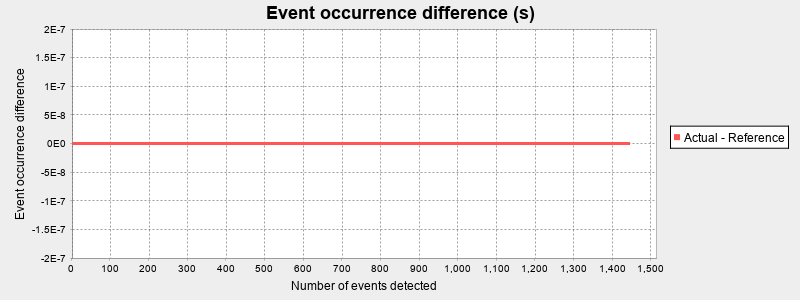 Event occurrence difference (s)
Event occurrence difference
2E-7
1.5E-7
1E-7
5E-8
0E0
-5E-8
-1E-7
-1.5E-7
-2E-7
0 100 200 300 400 500 600 700 800 900 1,000 1,100 1,200 1,300 1,400 1,500
Number of events detected
Actual - Reference